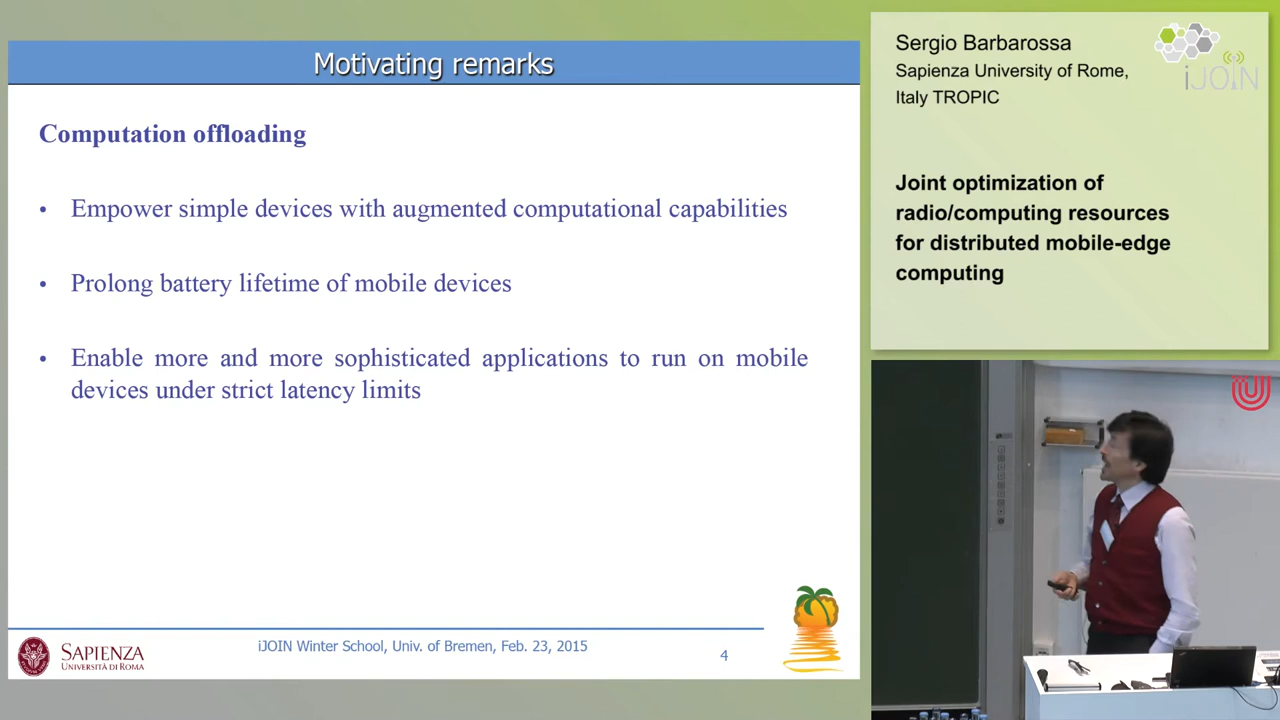 Motivating remarks
Computation offloading
• Empower simple devices with augmented computational capabilities
• Prolong battery lifetime of mobile devices
• Enable more and more sophisticated applications to run on mobile
devices under strict latency limits
SAPIENZA
UNIVERSITÀ DI ROMA
iJOIN Winter School, Univ. of Bremen, Feb. 23, 2015
4
Sergio Barbarossa
Sapienza University of Rome,
Italy TROPIC
iJOIN
Joint optimization of
radio/computing resources
for distributed mobile-edge
computing